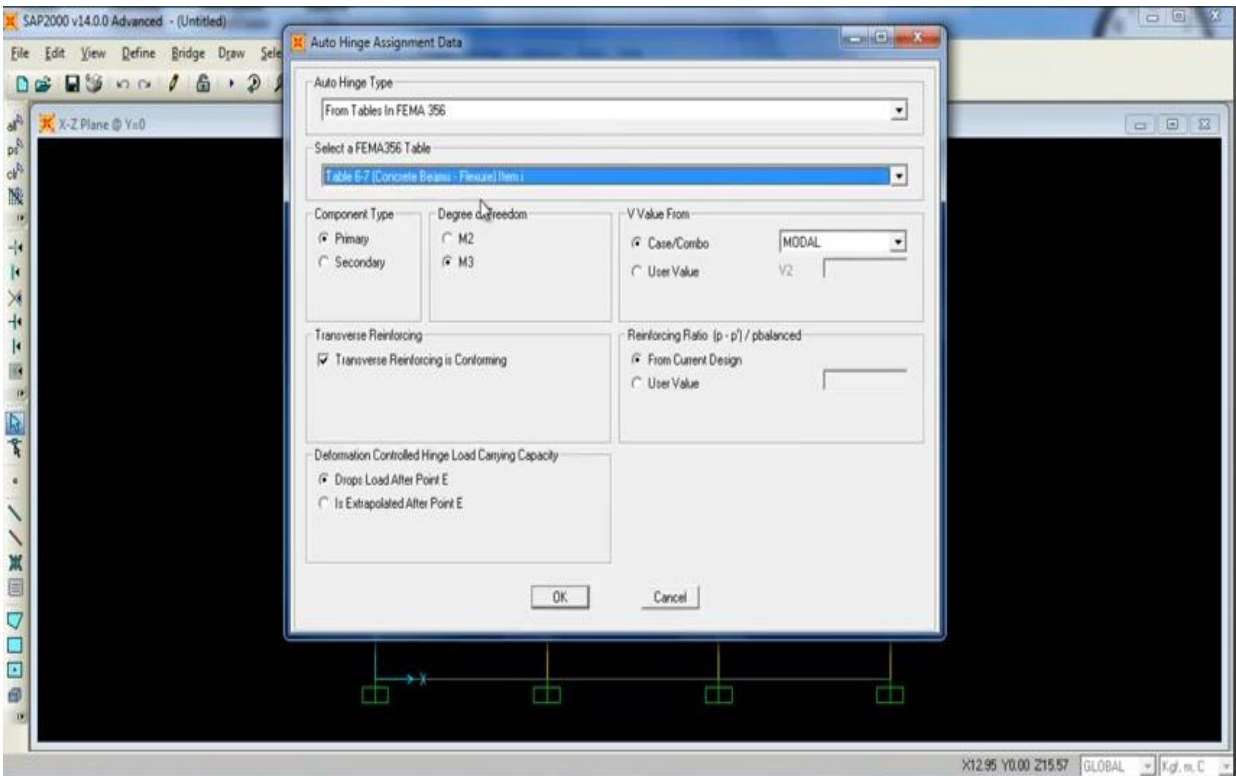 SAP2000 v14.0.0 Advanced - (Untitled)
File Edit View Define Bridge Draw Sele
X-Z Plane @ Y=0
Auto Hinge Assignment Data
Auto Hinge Type
From Tables In FEMA 356
Select a FEMA356 Table
Table 6-7 (Concrete Beams - Flexure) Item i
Component Type
Primary
Secondary
Degree of Freedom
M2
M3
V Value From
Case/Combo MODAL
User Value V2
Transverse Reinforcing
Transverse Reinforcing is Conforming
Reinforcing Ratio (p - p') / pbalanced
From Current Design
User Value
Deformation Controlled Hinge Load Carrying Capacity
Drops Load After Point E
Is Extrapolated After Point E
OK Cancel
X
X12.95 Y0.00 Z15.57 GLOBAL Kgf, m, C